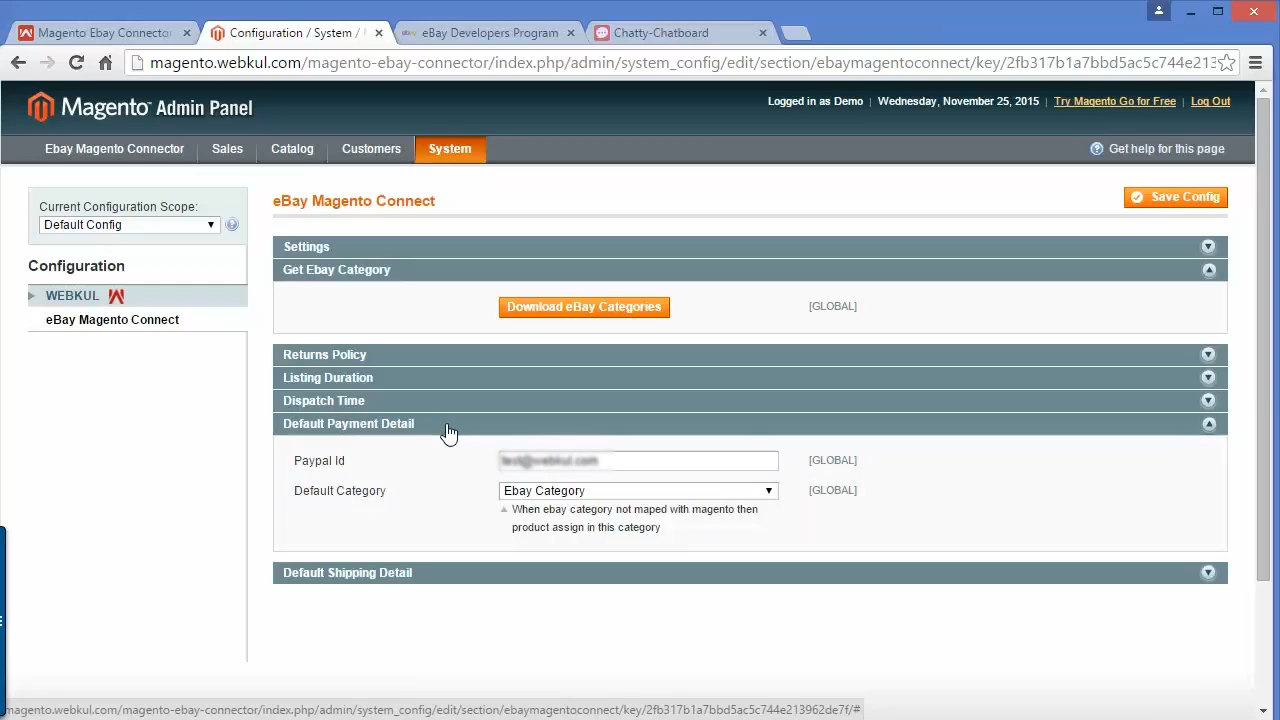 Magento Ebay Connector
Configuration / System /
eBay Developers Program
Chatty-Chatboard
magento.webkul.com/magento-ebay-connector/index.php/admin/system_config/edit/section/ebaymagentoconnect/key/2fb317b1a7bbd5ac5c744e213
Magento Admin Panel
Logged in as Demo | Wednesday, November 25, 2015 | Try Magento Go for Free | Log Out
Ebay Magento Connector Sales Catalog Customers System
Get help for this page
Current Configuration Scope:
Default Config
Configuration
WEBKUL
eBay Magento Connect
eBay Magento Connect
Save Config
Settings
Get Ebay Category
Download eBay Categories [GLOBAL]
Returns Policy
Listing Duration
Dispatch Time
Default Payment Detail
Paypal Id [GLOBAL]
Default Category Ebay Category [GLOBAL]
When ebay category not maped with magento then
product assign in this category
Default Shipping Detail
magento.webkul.com/magento-ebay-connector/index.php/admin/system_config/edit/section/ebaymagentoconnect/key/2fb317b1a7bbd5ac5c744e213962de7f/#